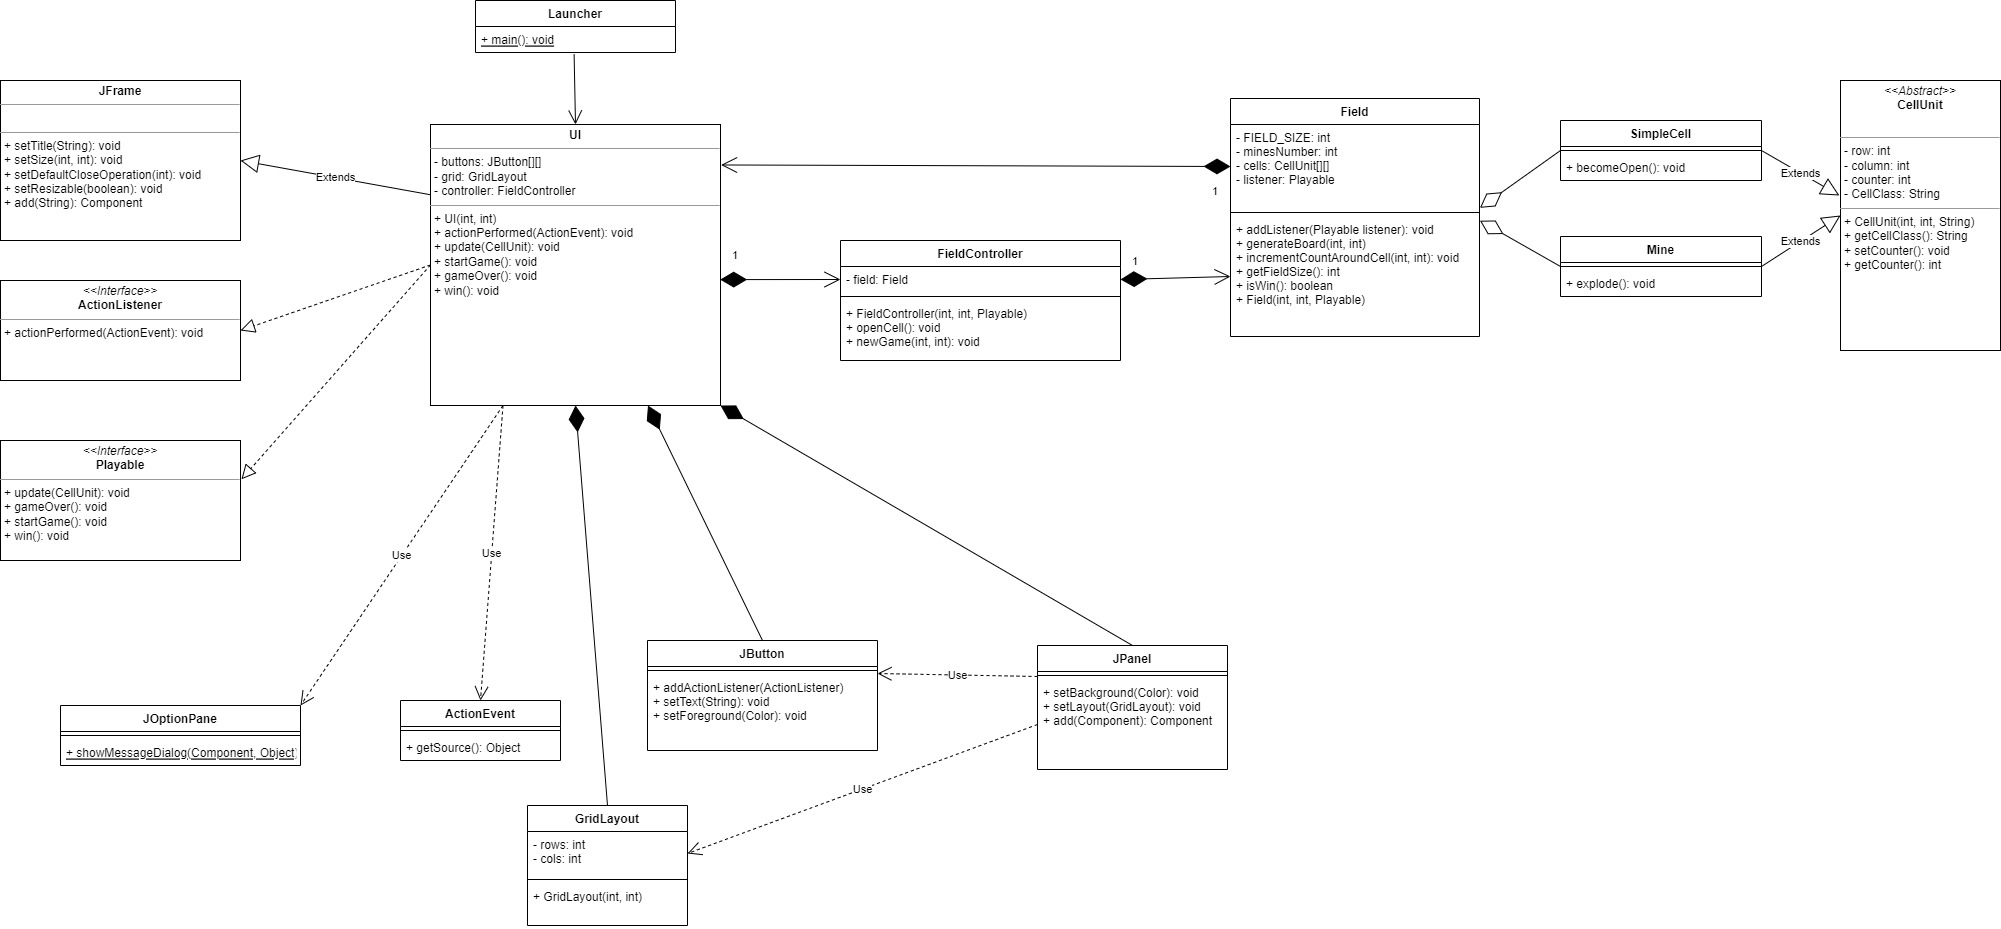 Launcher
+ main(): void
JFrame
+ setTitle(String): void
+ setSize(int, int): void
+ setDefaultCloseOperation(int): void
+ setResizable(boolean): void
+ add(String): Component
Extends
UI
- buttons: JButton[][]
- grid: GridLayout
- controller: FieldController
+ UI(int, int)
+ actionPerformed(ActionEvent): void
+ update(CellUnit): void
+ startGame(): void
+ gameOver(): void
+ win(): void
<<Interface>>
ActionListener
+ actionPerformed(ActionEvent): void
<<Interface>>
Playable
+ update(CellUnit): void
+ gameOver(): void
+ startGame(): void
+ win(): void
1
FieldController
- field: Field
+ FieldController(int, int, Playable)
+ openCell(): void
+ newGame(int, int): void
1
1
Field
- FIELD_SIZE: int
- minesNumber: int
- cells: CellUnit[][]
- listener: Playable
+ addListener(Playable listener): void
+ generateBoard(int, int)
+ incrementCountAroundCell(int, int): void
+ getFieldSize(): int
+ isWin(): boolean
+ Field(int, int, Playable)
SimpleCell
+ becomeOpen(): void
Extends
Mine
+ explode(): void
Extends
<<Abstract>>
CellUnit
- row: int
- column: int
- counter: int
- CellClass: String
+ CellUnit(int, int, String)
+ getCellClass(): String
+ setCounter(): void
+ getCounter(): int
Use
Use
JOptionPane
+ showMessageDialog(Component, Object)
ActionEvent
+ getSource(): Object
JButton
+ addActionListener(ActionListener)
+ setText(String): void
+ setForeground(Color): void
Use
JPanel
+ setBackground(Color): void
+ setLayout(GridLayout): void
+ add(Component): Component
Use
GridLayout
- rows: int
- cols: int
+ GridLayout(int, int)